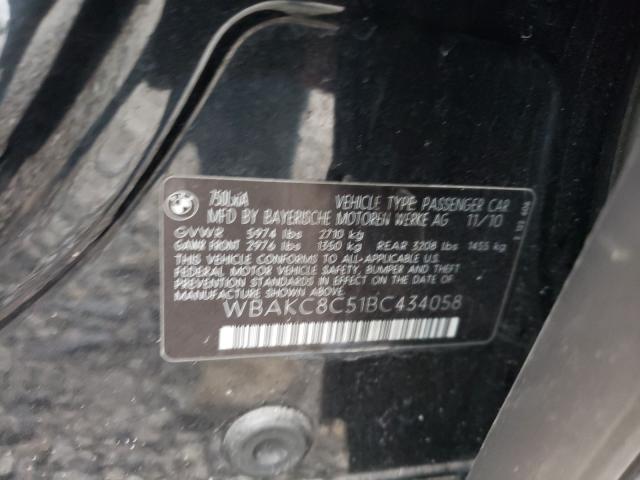 BMW
750LxiA VEHICLE TYPE: PASSENGER CAR
MFD BY BAYERISCHE MOTOREN WERKE AG 11/10
GVWR 5974 lbs 2710 kg
GAWR FRONT 2976 lbs 1350 kg REAR 3208 lbs 1455 kg
THIS VEHICLE CONFORMS TO ALL-APPLICABLE
FEDERAL MOTOR VEHICLE SAFETY, BUMPER AND THEFT
PREVENTION STANDARDS IN EFFECT ON THE DATE OF
MANUFACTURE SHOWN ABOVE.
WBAKC8C51BC434058